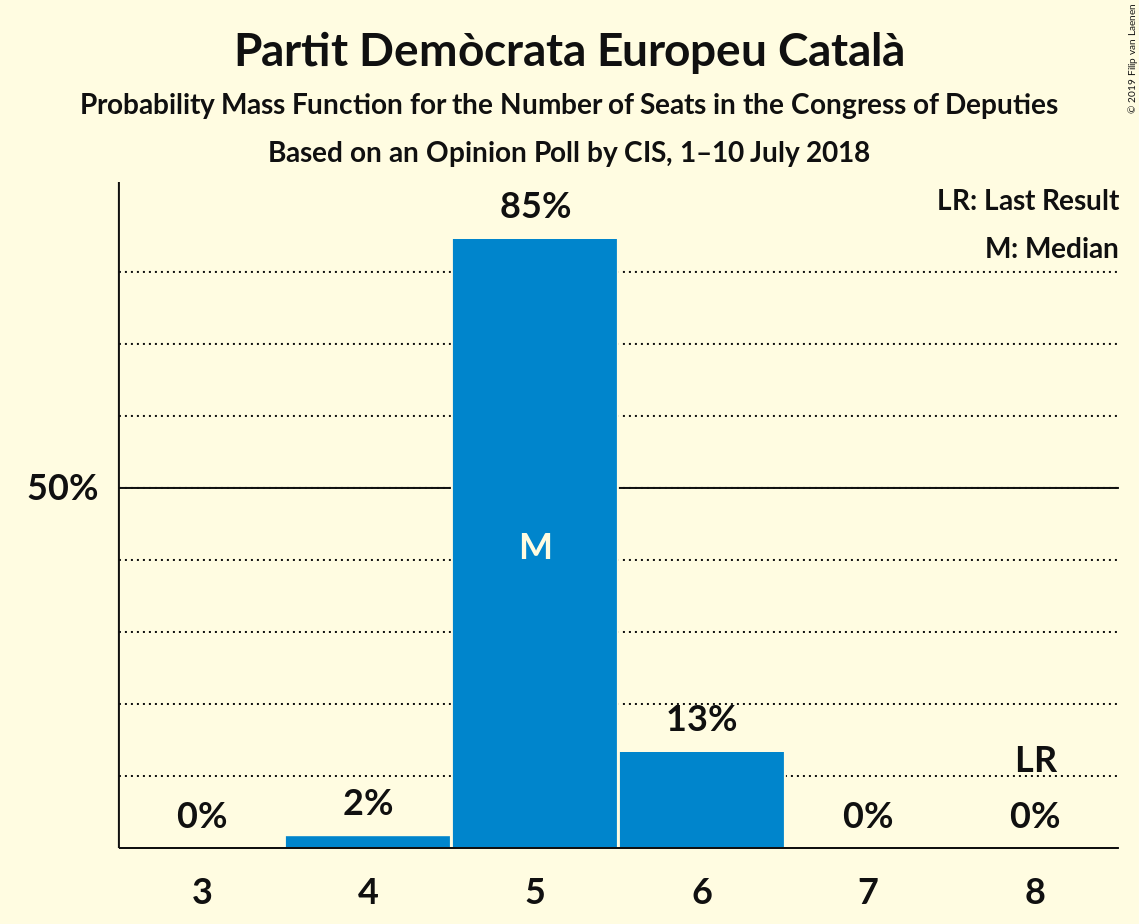 Partit Demòcrata Europeu Català
Probability Mass Function for the Number of Seats in the Congress of Deputies
Based on an Opinion Poll by CIS, 1–10 July 2018
© 2019 Filip van Laenen
LR: Last Result
M: Median
85%
50%
M
13%
LR
0%
2%
0%
0%
3
4
5
6
7
8